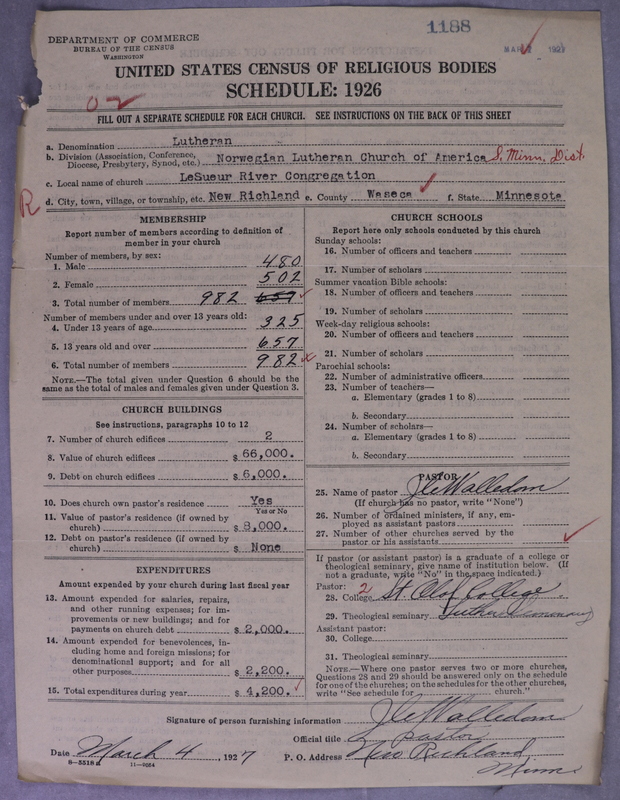 1188
DEPARTMENT OF COMMERCE
BUREAU OF THE CENSUS
WASHINGTON
MAR 1927
UNITED STATES CENSUS OF RELIGIOUS BODIES
SCHEDULE: 1926
02
FILL OUT A SEPARATE SCHEDULE FOR EACH CHURCH. SEE INSTRUCTIONS ON THE BACK OF THIS SHEET
a. Denomination Lutheran
b. Division (Association, Conference, Diocese, Presbytery, Synod, etc.) Norwegian Lutheran Church of America S. Minn. Dist.
c. Local name of church LeSueur River Congregation
R
d. City, town, village, or township, etc. New Richland e. County Waseca f. State Minnesota
MEMBERSHIP
Report number of members according to definition of
member in your church
Number of members, by sex:
1. Male 480
2. Female 502
3. Total number of members 982 657
Number of members under and over 13 years old:
4. Under 13 years of age 325
5. 13 years old and over 657
6. Total number of members 982
NOTE.—The total given under Question 6 should be the
same as the total of males and females given under Question 3.
CHURCH BUILDINGS
See instructions, paragraphs 10 to 12
7. Number of church edifices 2
8. Value of church edifices $ 66,000.
9. Debt on church edifices $ 6,000.
10. Does church own pastor's residence Yes
Yes or No
11. Value of pastor's residence (if owned by
church) $ 8,000.
12. Debt on pastor's residence (if owned by
church) $ None
EXPENDITURES
Amount expended by your church during last fiscal year
13. Amount expended for salaries, repairs,
and other running expenses; for im-
provements or new buildings; and for
payments on church debt $ 2,000.
14. Amount expended for benevolences, in-
cluding home and foreign missions; for
denominational support; and for all
other purposes $ 2,200.
15. Total expenditures during year $ 4,200.
CHURCH SCHOOLS
Report here only schools conducted by this church
Sunday schools:
16. Number of officers and teachers
17. Number of scholars
Summer vacation Bible schools:
18. Number of officers and teachers
19. Number of scholars
Week-day religious schools:
20. Number of officers and teachers
21. Number of scholars
Parochial schools:
22. Number of administrative officers
23. Number of teachers—
a. Elementary (grades 1 to 8)
b. Secondary
24. Number of scholars—
a. Elementary (grades 1 to 8)
b. Secondary
PASTOR
25. Name of pastor
(If church has no pastor, write "None")
26. Number of ordained ministers, if any, em-
ployed as assistant pastors
27. Number of other churches served by the
pastor or his assistants
If pastor (or assistant pastor) is a graduate of a college or
theological seminary, give name of institution below. (If
not a graduate, write "No" in the space indicated.)
Pastor: 2
28. College St. Olaf College.
29. Theological seminary Luther Seminary
Assistant pastor:
30. College
31. Theological seminary
NOTE.—Where one pastor serves two or more churches,
Questions 28 and 29 should be answered only on the schedule
for one of the churches; on the schedules for the other churches,
write "See schedule for church."
Signature of person furnishing information
Official title pastor
Date March 4, 1927 P. O. Address New Richland
Minn.
8-5518a 11-9064